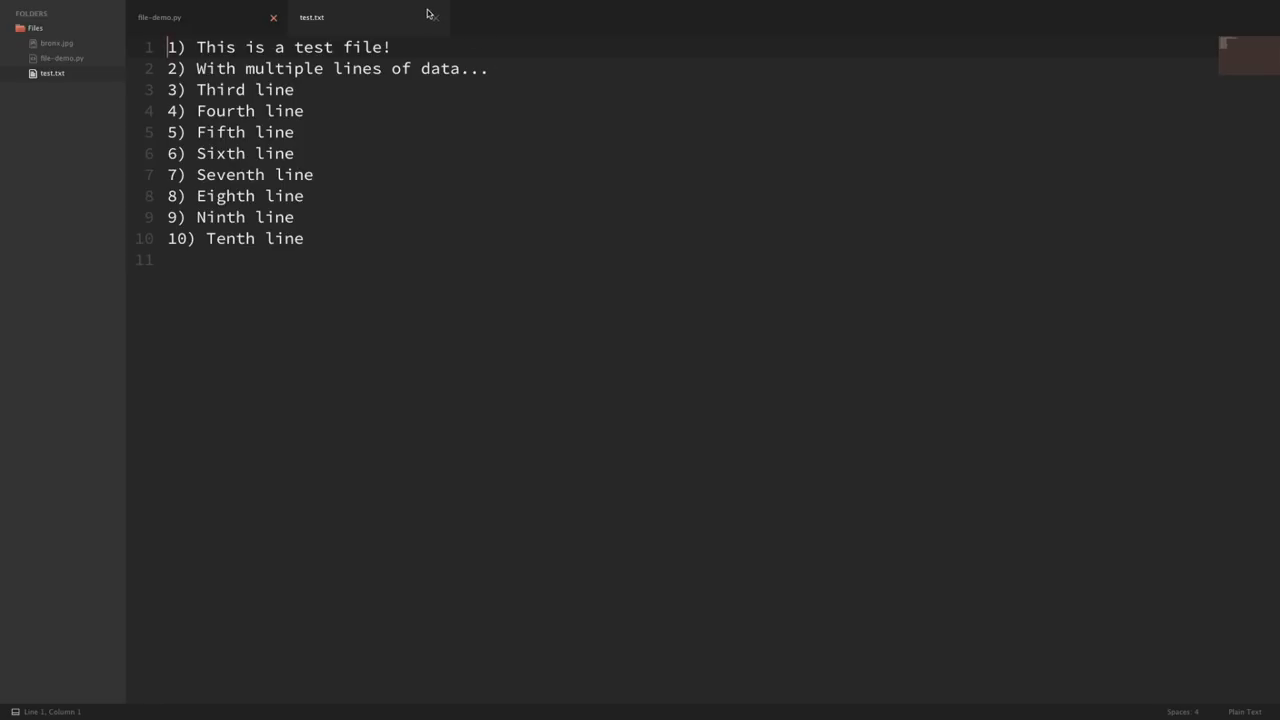 FOLDERS
Files
bronx.jpg
file-demo.py
test.txt
file-demo.py
test.txt
1 1) This is a test file!
2 2) With multiple lines of data...
3 3) Third line
4 4) Fourth line
5 5) Fifth line
6 6) Sixth line
7 7) Seventh line
8 8) Eighth line
9 9) Ninth line
10 10) Tenth line
11
Line 1, Column 1
Spaces: 4
Plain Text